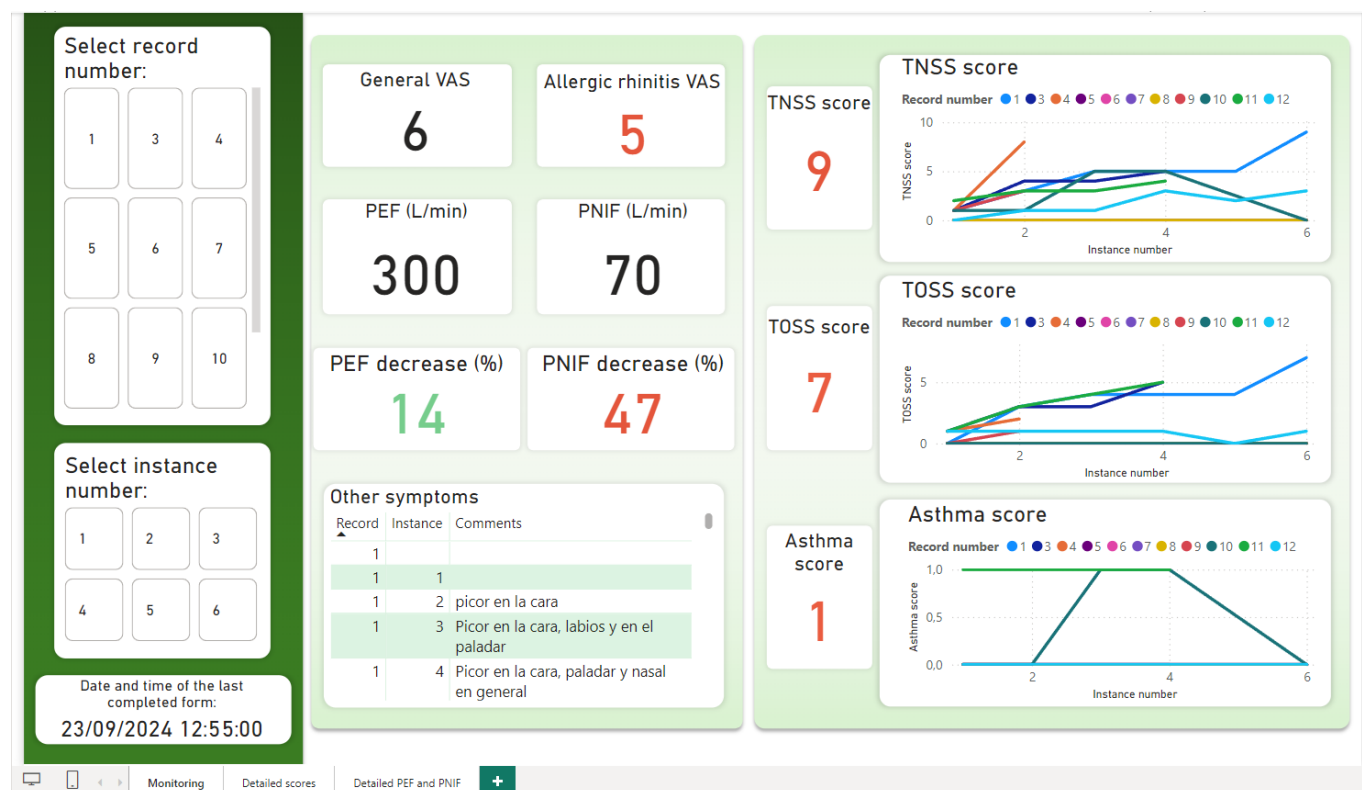 Select record
number:
1 3 4
5 6 7
8 9 10
Select instance
number:
1 2 3
4 5 6
Date and time of the last
completed form:
23/09/2024 12:55:00
General VAS
6
Allergic rhinitis VAS
5
PEF (L/min)
300
PNIF (L/min)
70
PEF decrease (%)
14
PNIF decrease (%)
47
Other symptoms
Record Instance Comments
1
1 1
1 2 picor en la cara
1 3 Picor en la cara, labios y en el
paladar
1 4 Picor en la cara, paladar y nasal
en general
TNSS score
9
TNSS score
Record number 1 3 4 5 6 7 8 9 10 11 12
TNSS score
10
5
0
2 4 6
Instance number
TOSS score
7
TOSS score
Record number 1 3 4 5 6 7 8 9 10 11 12
TOSS score
5
0
2 4 6
Instance number
Asthma
score
1
Asthma score
Record number 1 3 4 5 6 7 8 9 10 11 12
Asthma score
1,0
0,5
0,0
2 4 6
Instance number
Monitoring Detailed scores Detailed PEF and PNIF +